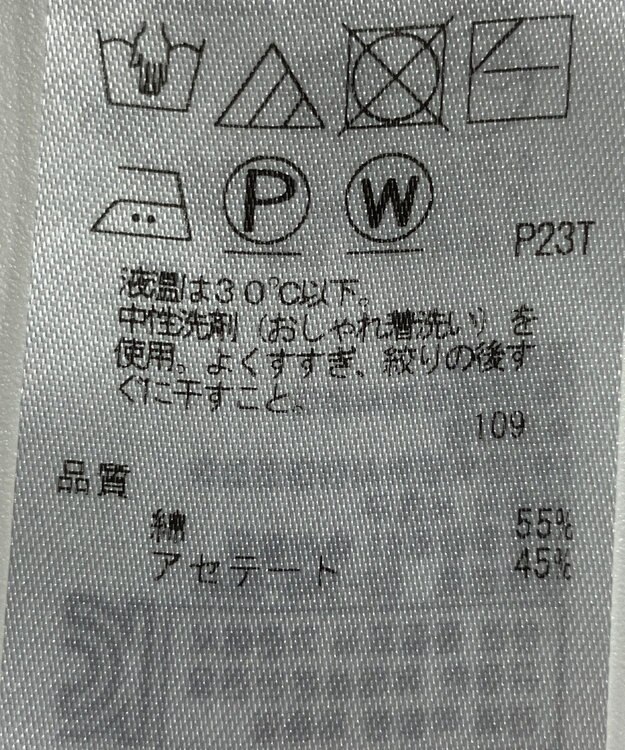 P
W
P23T
液温は30℃以下。
中性洗剤（おしゃれ着洗い）を
使用。よくすすぎ、絞りの後す
ぐに干すこと。
109
品質
綿 55%
アセテート 45%